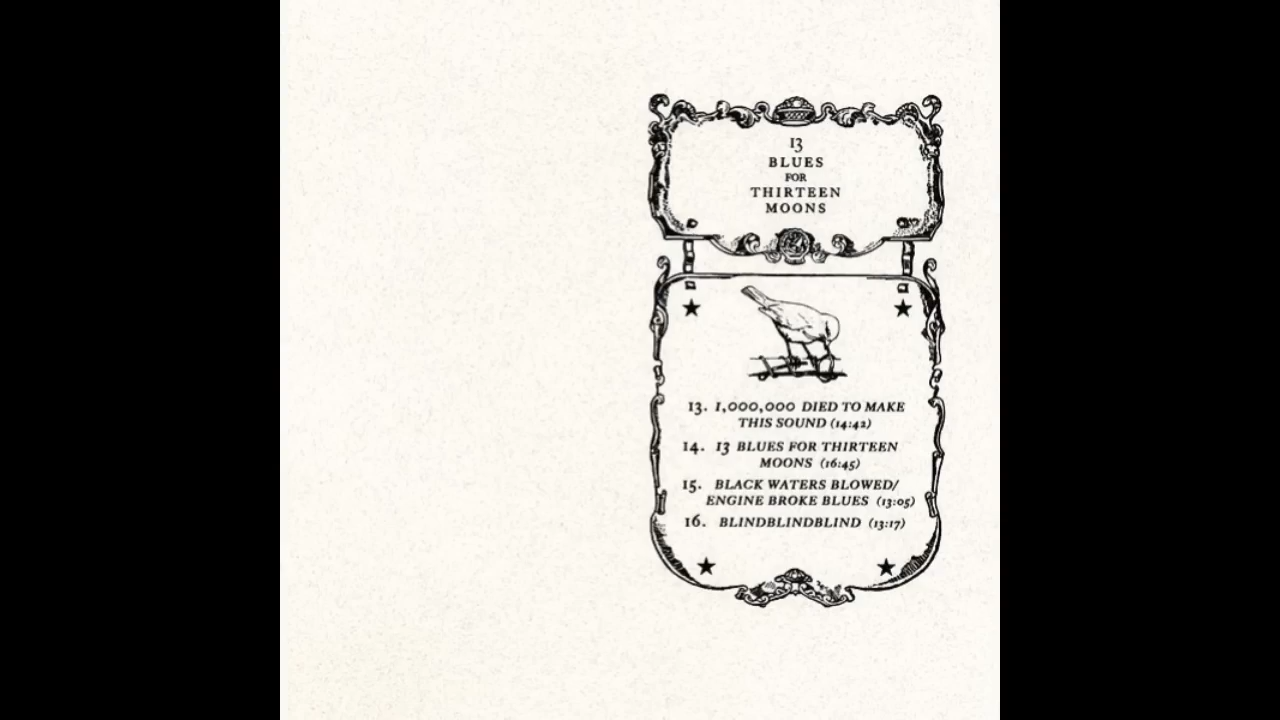 13
BLUES
FOR
THIRTEEN
MOONS
13. 1,000,000 DIED TO MAKE
THIS SOUND (14:42)
14. 13 BLUES FOR THIRTEEN
MOONS (16:45)
15. BLACK WATERS BLOWED/
ENGINE BROKE BLUES (13:05)
16. BLINDBLINDBLIND (13:17)